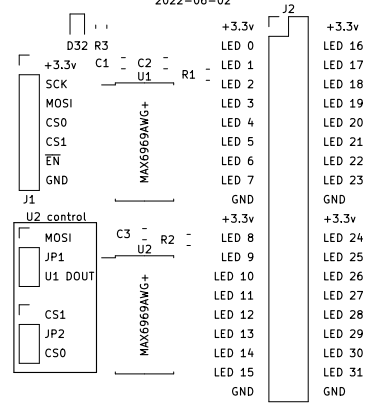 2022-06-02
J2
+3.3v
LED 16
LED 0
D32 R3
LED 17
LED 1
C1
C2
+3.3v
U1
R1
LED 2
LED 18
SCK
LED 3
LED 19
MOSI
MAX6969AWG+
LED 4
LED 20
CS0
LED 5
LED 21
CS1
LED 6
LED 22
EN
LED 7
LED 23
GND
GND
GND
J1
U2 control
+3.3v
+3.3v
MOSI
C3
R2
LED 8
LED 24
JP1
U2
LED 9
LED 25
U1 DOUT
LED 10
LED 26
MAX6969AWG+
LED 11
LED 27
CS1
LED 12
LED 28
JP2
LED 13
LED 29
CS0
LED 14
LED 30
LED 15
LED 31
GND
GND